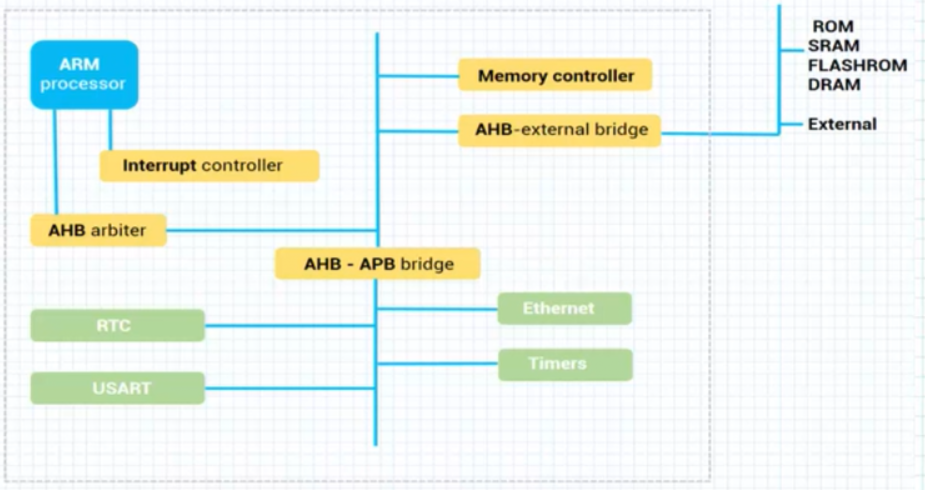 ARM
processor
Interrupt controller
AHB arbiter
Memory controller
AHB-external bridge
ROM
SRAM
FLASHROM
DRAM
External
AHB - APB bridge
RTC
USART
Ethernet
Timers